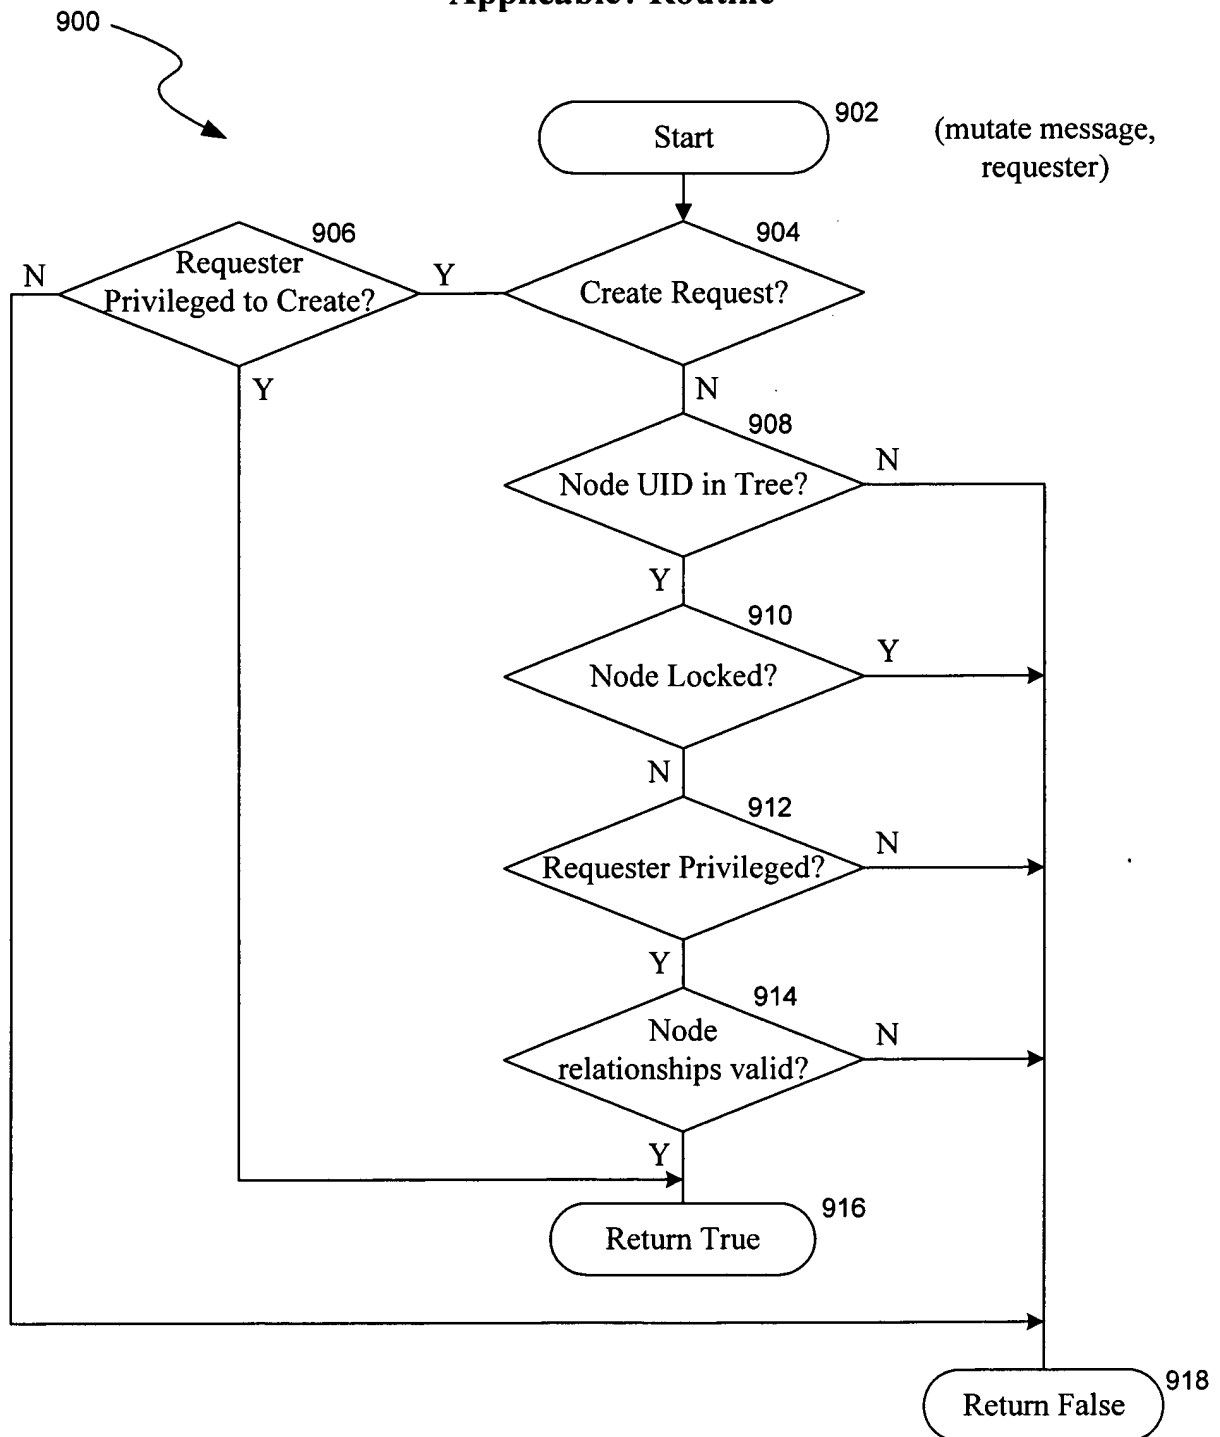 Applicable? Routine
900
Start
902
(mutate message,
requester)
906
904
Requester
Privileged to Create?
N
Y
Create Request?
Y
N
908
Node UID in Tree?
N
Y
910
Node Locked?
Y
N
912
Requester Privileged?
N
Y
914
Node
relationships valid?
N
Y
916
Return True
918
Return False